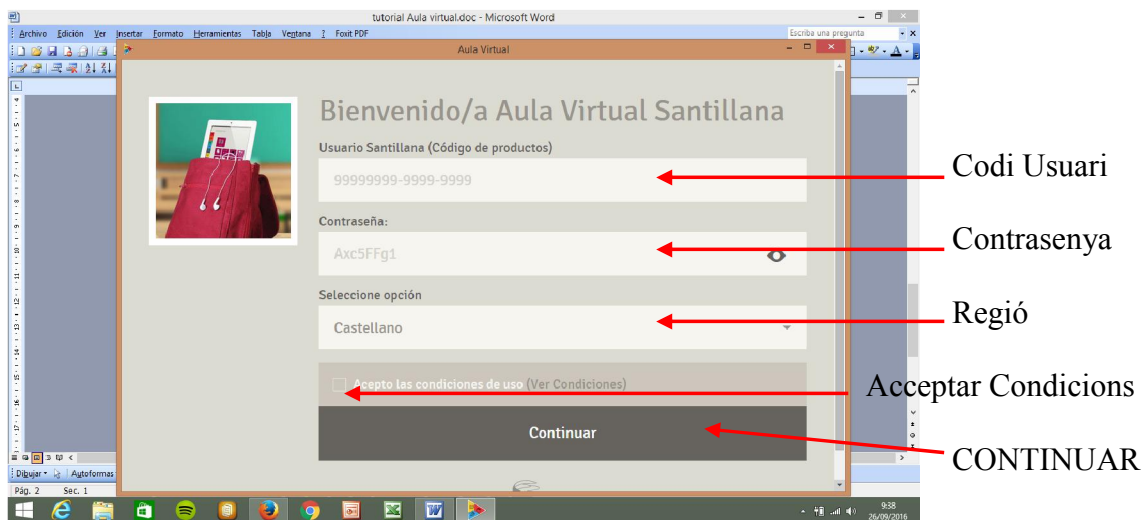 tutorial Aula virtual.doc - Microsoft Word
Archivo Edición Ver Insertar Formato Herramientas Tabla Ventana ? Foxit PDF
Escriba una pregunta
Aula Virtual
Bienvenido/a Aula Virtual Santillana
Usuario Santillana (Código de productos)
99999999-9999-9999
Codi Usuari
Contraseña:
Axc5FFg1
Contrasenya
Seleccione opción
Castellano
Regió
Acepto las condiciones de uso (Ver Condiciones)
Acceptar Condicions
Continuar
CONTINUAR
Dibujar Autoformas
Pág. 2 Sec. 1
9:38
26/09/2016